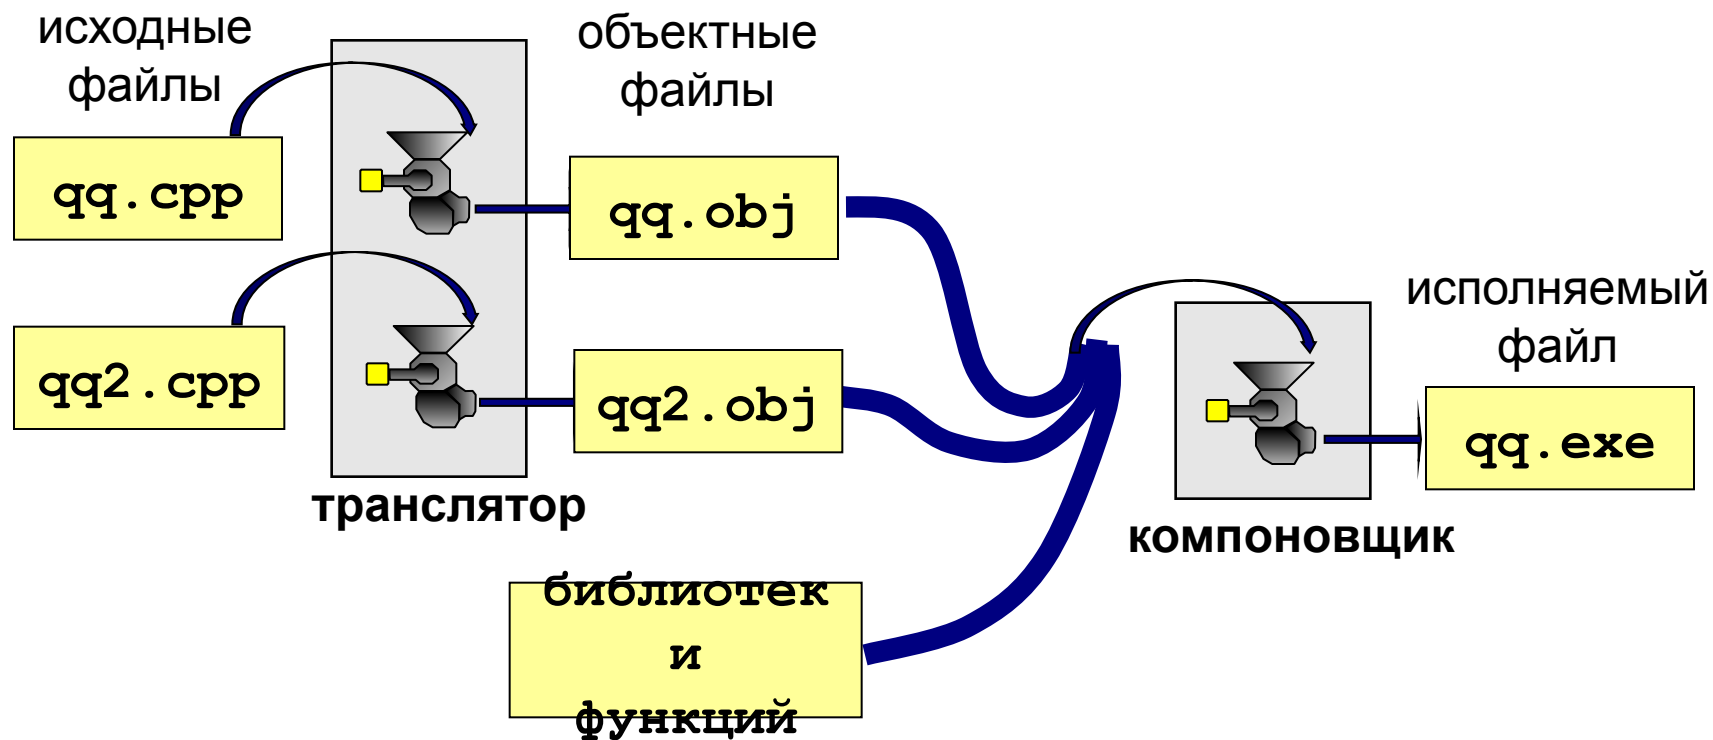 исходные
файлы
объектные
файлы
qq.cpp
qq.obj
qq2.cpp
qq2.obj
исполняемый
файл
qq.exe
транслятор
компоновщик
библиотек
и
функций